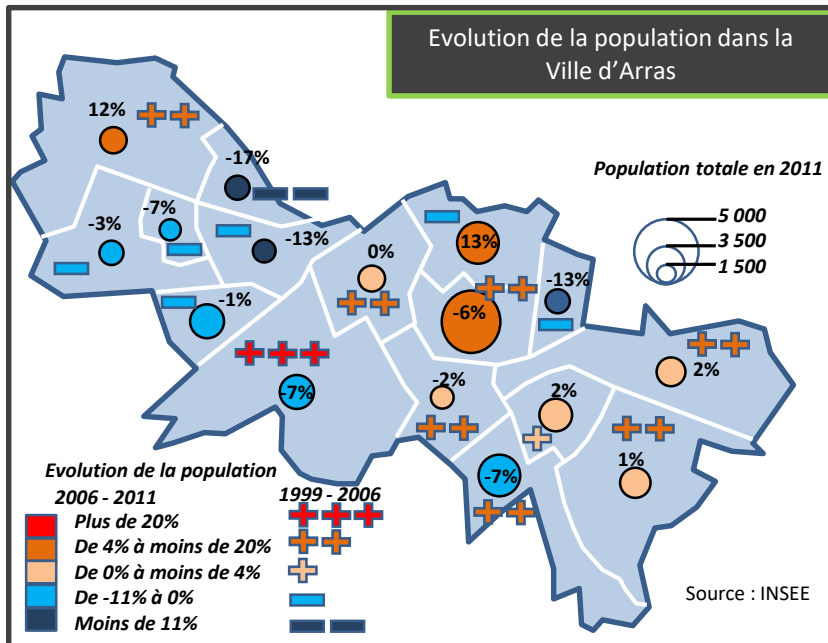 Evolution de la population dans la
Ville d’Arras
12%
-17%
Population totale en 2011
5 000
3 500
1 500
-3%
-7%
-13%
0%
13%
-13%
-1%
-6%
-7%
-2%
2%
2%
-7%
1%
Evolution de la population
2006 - 2011
1999 - 2006
Plus de 20%
De 4% à moins de 20%
De 0% à moins de 4%
De -11% à 0%
Moins de 11%
Source : INSEE